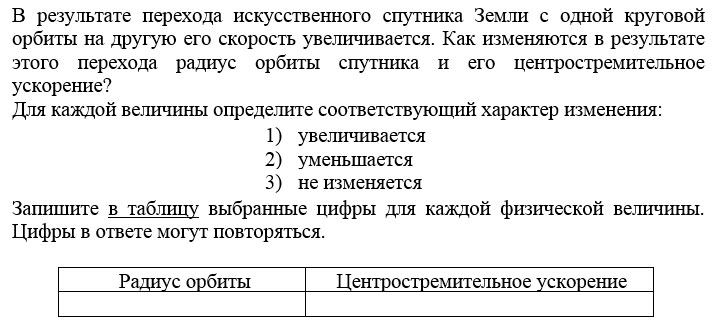 В результате перехода искусственного спутника Земли с одной круговой
орбиты на другую его скорость увеличивается. Как изменяются в результате
этого перехода радиус орбиты спутника и его центростремительное
ускорение?
Для каждой величины определите соответствующий характер изменения:
1) увеличивается
2) уменьшается
3) не изменяется
Запишите в таблицу выбранные цифры для каждой физической величины.
Цифры в ответе могут повторяться.
Радиус орбиты Центростремительное ускорение